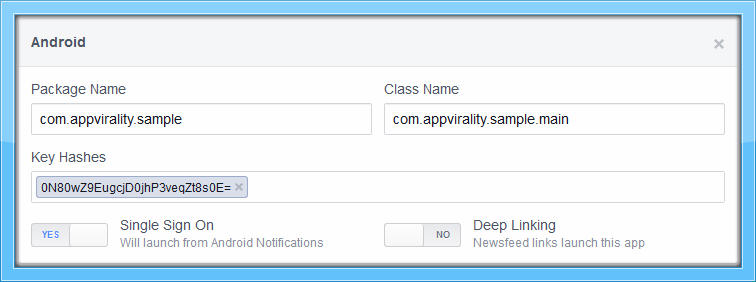 Android ×
Package Name Class Name
com.appvirality.sample com.appvirality.sample.main
Key Hashes
0N80wZ9EugcjD0jhP3veqZt8s0E= ×
YES Single Sign On NO Deep Linking
Will launch from Android Notifications Newsfeed links launch this app